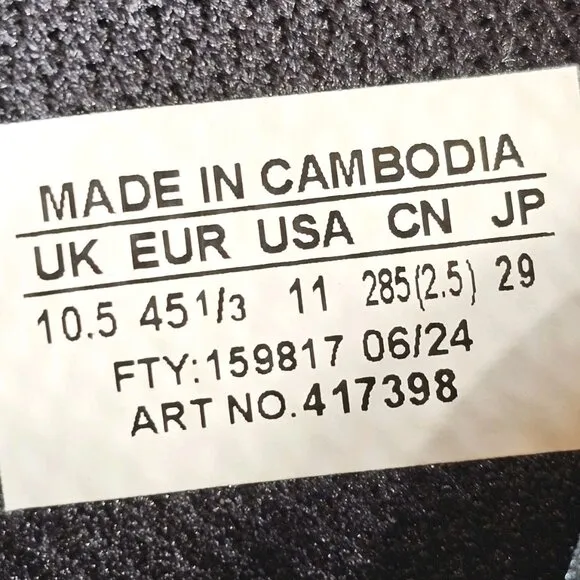 MADE IN CAMBODIA
UK EUR USA CN JP
10.5 45 1/3 11 285(2.5) 29
FTY:159817 06/24
ART NO.417398